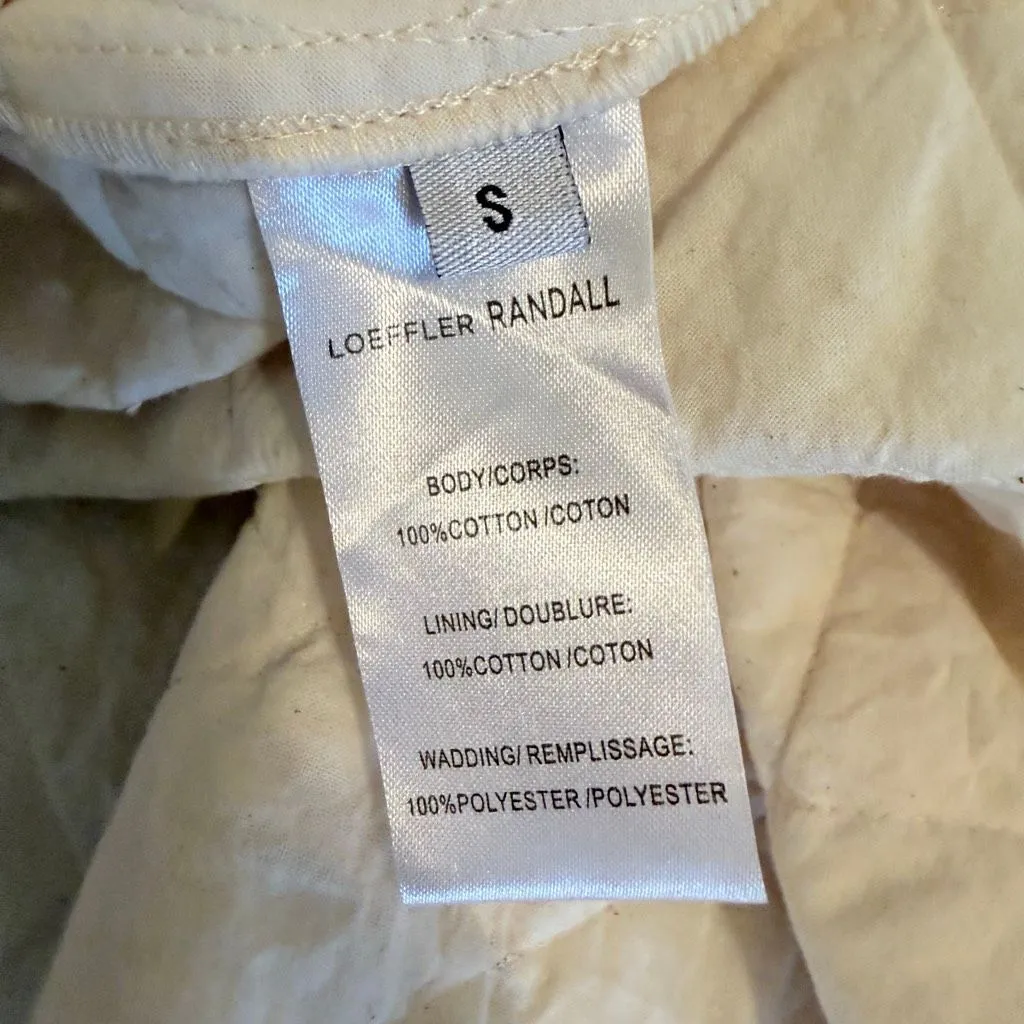 S
LOEFFLER RANDALL
BODY/CORPS:
100%COTTON/COTON
LINING/DOUBLURE:
100%COTTON/COTON
WADDING/REMPLISSAGE:
100%POLYESTER/POLYESTER